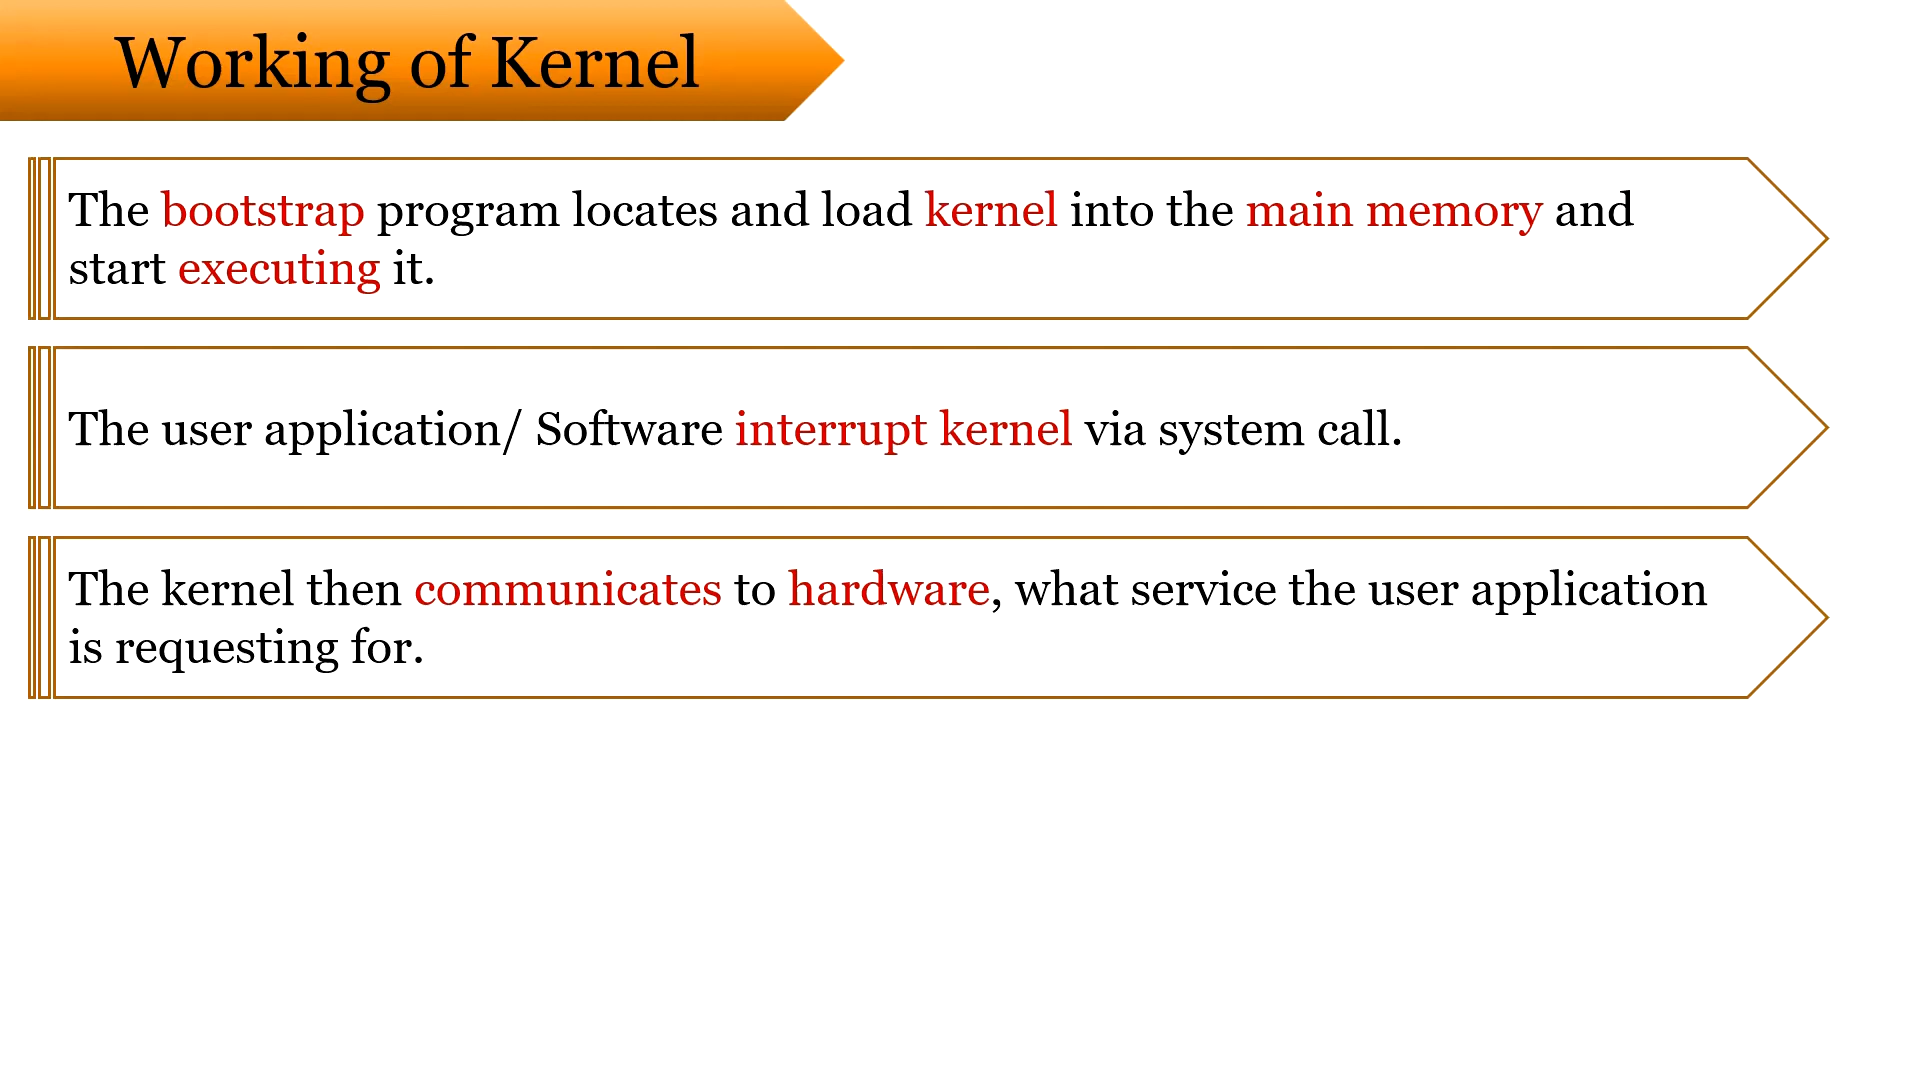 Working of Kernel
The bootstrap program locates and load kernel into the main memory and
start executing it.
The user application/ Software interrupt kernel via system call.
The kernel then communicates to hardware, what service the user application
is requesting for.